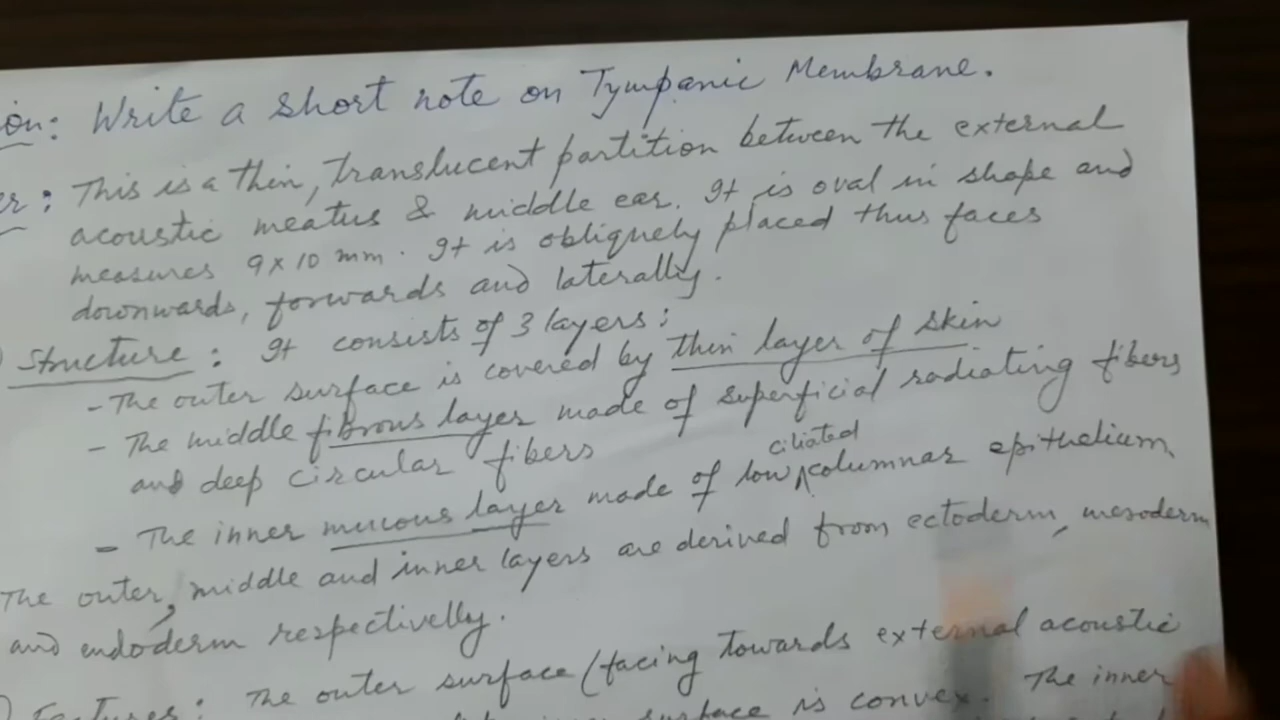 ion: Write a short note on Tympanic Membrane.
er: This is a thin, translucent partition between the external
acoustic meatus & middle ear. It is oval in shape and
measures 9x10 mm. It is obliquely placed thus faces
downwards, forwards and laterally.
) Structure: It consists of 3 layers:
- The outer surface is covered by thin layer of skin
- The middle fibrous layer made of superficial radiating fibers
and deep circular fibers
- The inner mucous layer made of low ciliated columnar epithelium
The outer, middle and inner layers are derived from ectoderm, mesoderm
and endoderm respectivelly.
) Features: The outer surface (facing towards external acoustic
surface is convex. The inner